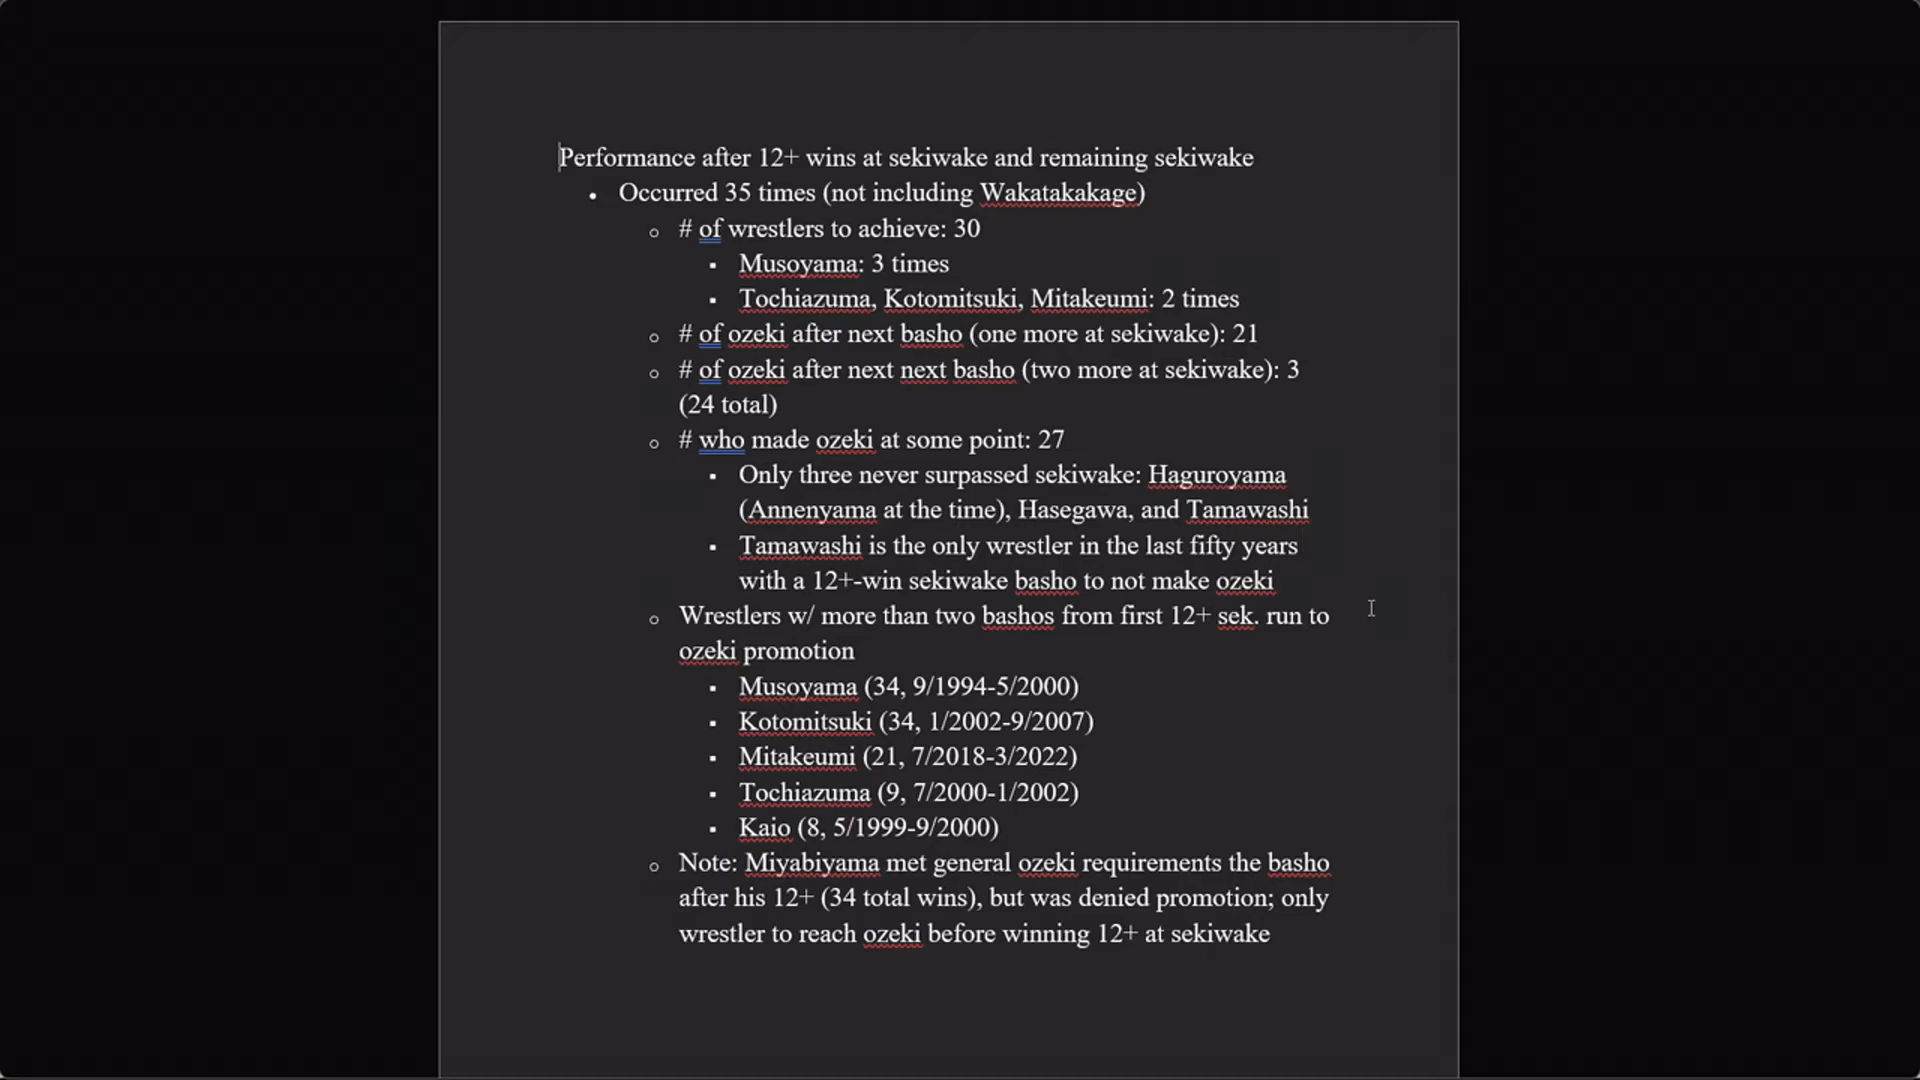 Performance after 12+ wins at sekiwake and remaining sekiwake
• Occurred 35 times (not including Wakatakakage)
○ # of wrestlers to achieve: 30
▪ Musoyama: 3 times
▪ Tochiazuma, Kotomitsuki, Mitakeumi: 2 times
○ # of ozeki after next basho (one more at sekiwake): 21
○ # of ozeki after next next basho (two more at sekiwake): 3
(24 total)
○ # who made ozeki at some point: 27
▪ Only three never surpassed sekiwake: Haguroyama
(Annenyama at the time), Hasegawa, and Tamawashi
▪ Tamawashi is the only wrestler in the last fifty years
with a 12+-win sekiwake basho to not make ozeki
○ Wrestlers w/ more than two bashos from first 12+ sek. run to
ozeki promotion
▪ Musoyama (34, 9/1994-5/2000)
▪ Kotomitsuki (34, 1/2002-9/2007)
▪ Mitakeumi (21, 7/2018-3/2022)
▪ Tochiazuma (9, 7/2000-1/2002)
▪ Kaio (8, 5/1999-9/2000)
○ Note: Miyabiyama met general ozeki requirements the basho
after his 12+ (34 total wins), but was denied promotion; only
wrestler to reach ozeki before winning 12+ at sekiwake